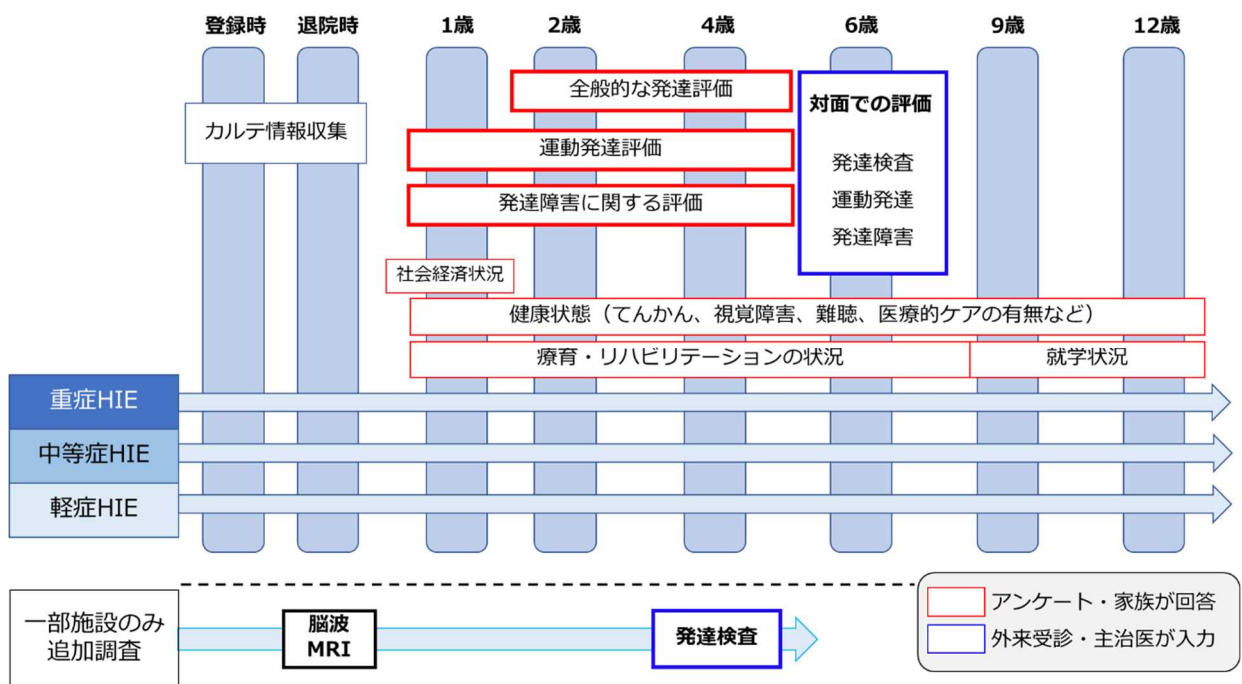 登録時 退院時 1歳 2歳 4歳 6歳 9歳 12歳
カルテ情報収集
全般的な発達評価
運動発達評価
発達障害に関する評価
対面での評価
発達検査
運動発達
発達障害
社会経済状況
健康状態（てんかん、視覚障害、難聴、医療的ケアの有無など）
療育・リハビリテーションの状況
就学状況
重症HIE
中等症HIE
軽症HIE
一部施設のみ
追加調査
脳波
MRI
発達検査
アンケート・家族が回答
外来受診・主治医が入力